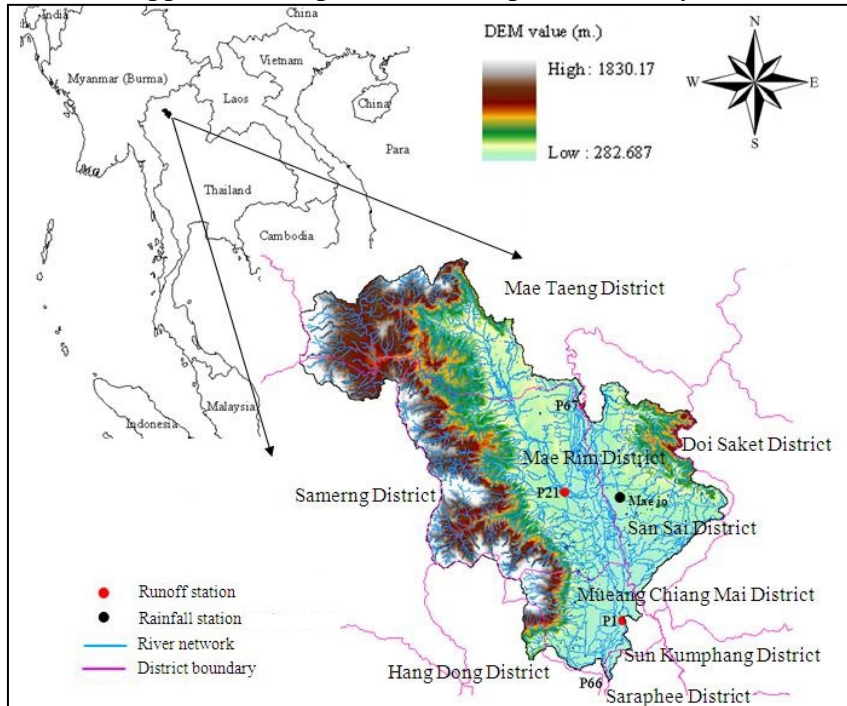 China
India
Vietnam
Myanmar (Burma)
Laos
China
Para
Thailand
Cambodia
Malaysia
Indonesia
DEM value (m.)
High : 1830.17
Low : 282.687
N
W
E
S
Mae Taeng District
P67
Doi Saket District
Mae Rim District
Samerng District
P21
Mae jo
San Sai District
Mueang Chiang Mai District
P1
Sun Kumphang District
Hang Dong District
P66
Saraphee District
Runoff station
Rainfall station
River network
District boundary